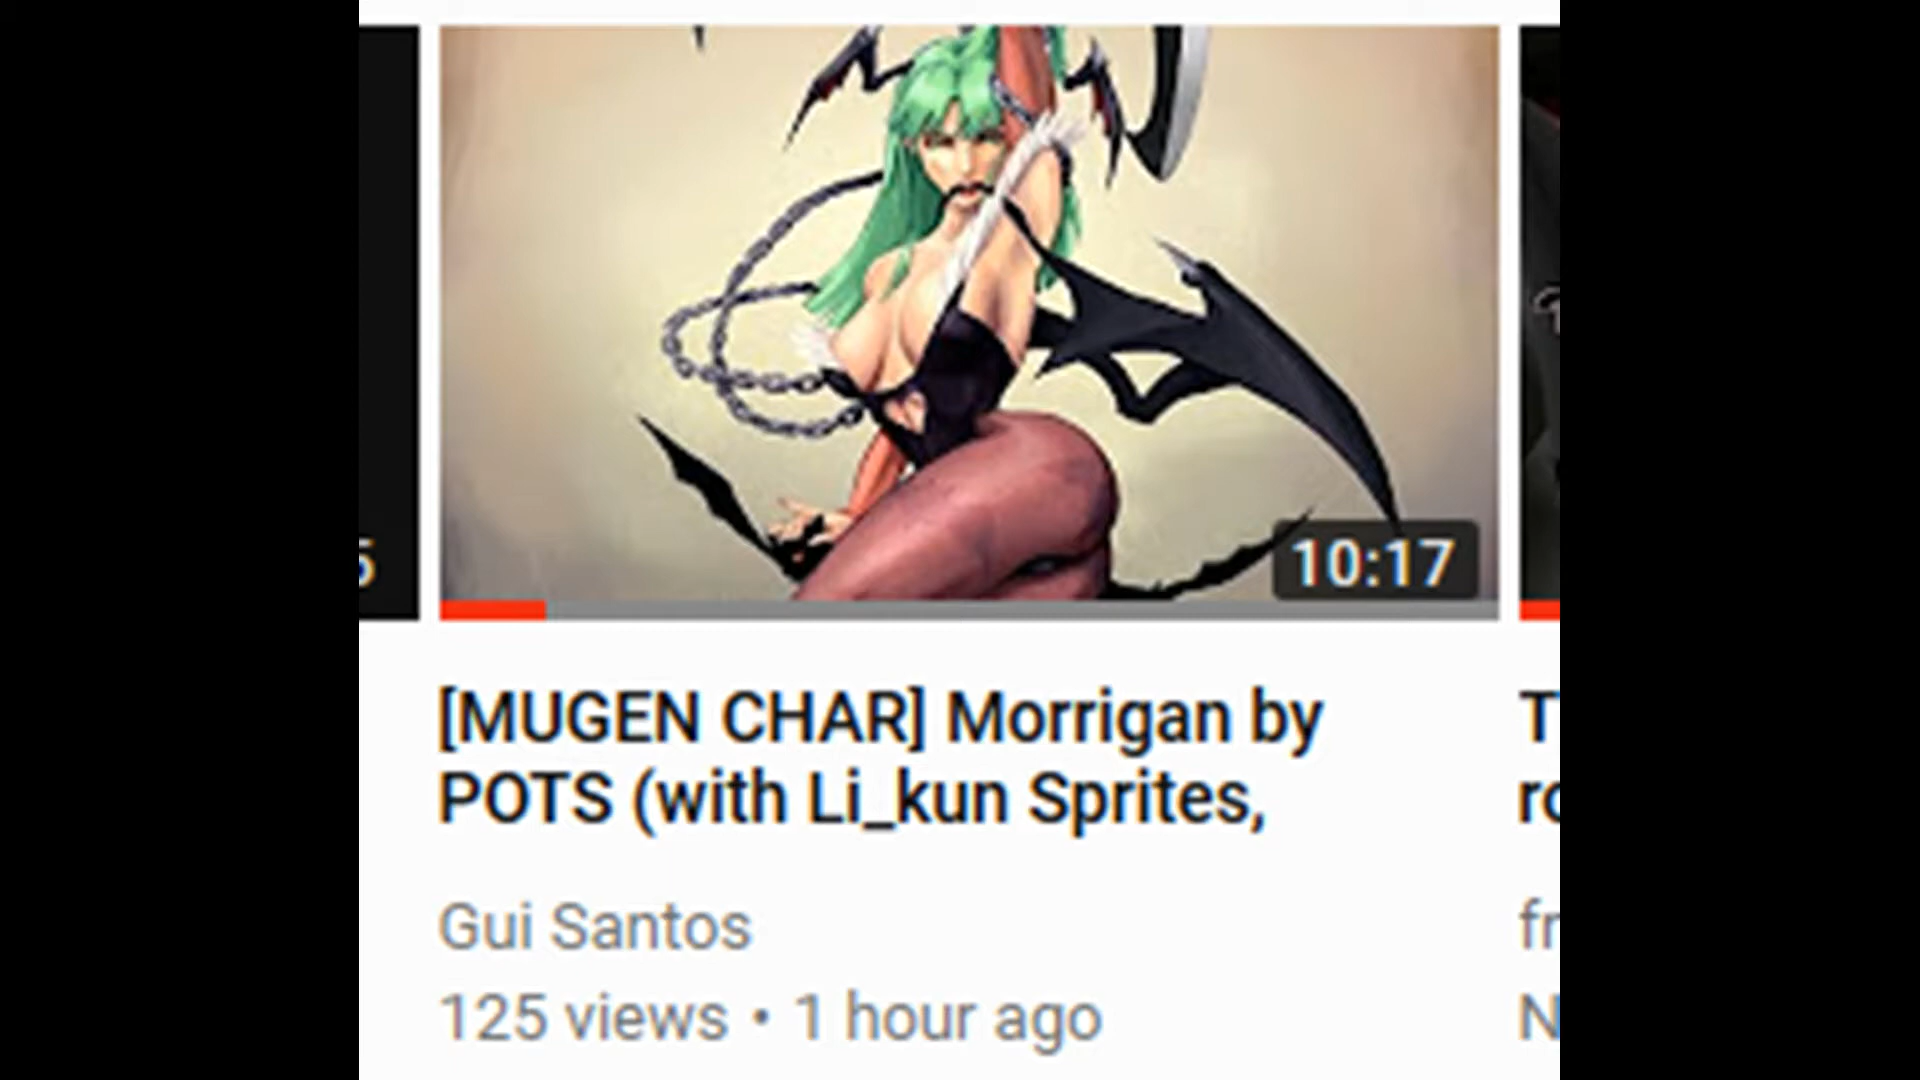 10:17
[MUGEN CHAR] Morrigan by
POTS (with Li_kun Sprites,
Gui Santos
125 views • 1 hour ago